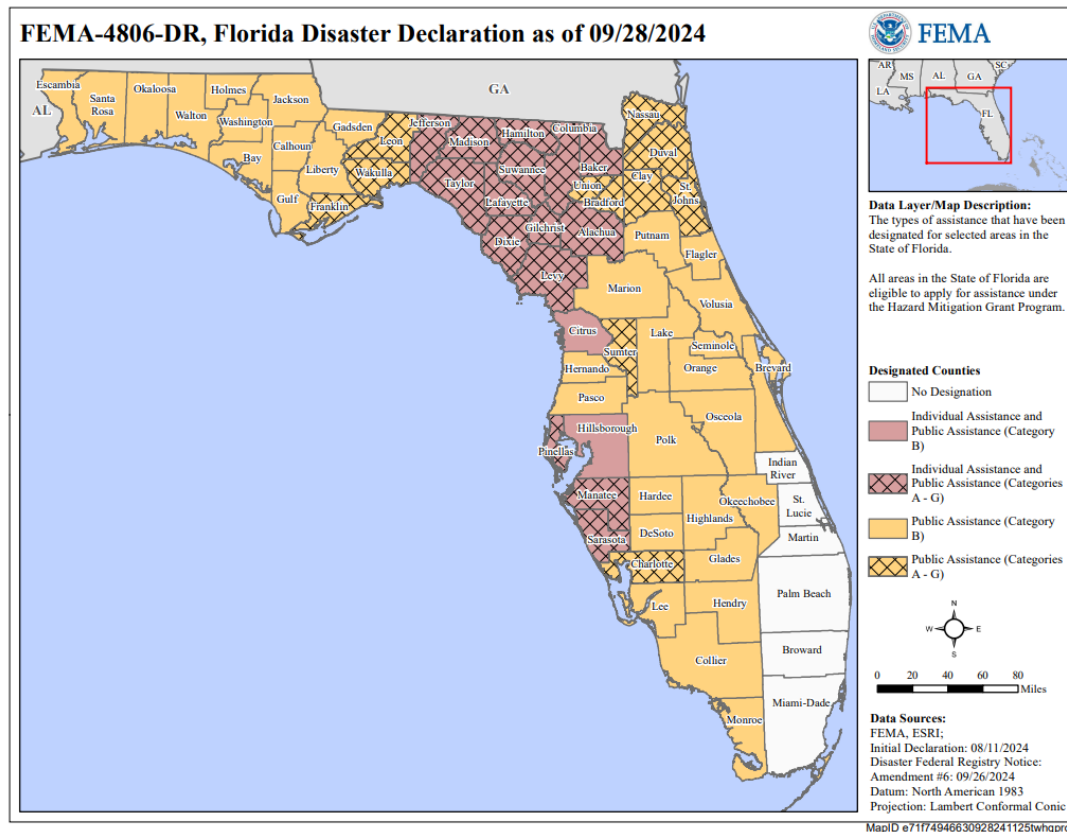 FEMA-4806-DR, Florida Disaster Declaration as of 09/28/2024
FEMA
AL
GA
Escambia
Santa
Rosa
Okaloosa
Walton
Holmes
Washington
Jackson
Bay
Calhoun
Gulf
Liberty
Gadsden
Franklin
Leon
Wakulla
Jefferson
Madison
Taylor
Hamilton
Suwannee
Lafayette
Dixie
Columbia
Gilchrist
Levy
Baker
Union
Bradford
Alachua
Nassau
Duval
Clay
St.
Johns
Putnam
Flagler
Marion
Volusia
Citrus
Sumter
Lake
Seminole
Hernando
Orange
Brevard
Pasco
Osceola
Hillsborough
Pinellas
Polk
Indian
River
Manatee
Hardee
Okeechobee
St.
Lucie
Highlands
Sarasota
DeSoto
Martin
Charlotte
Glades
Lee
Hendry
Palm Beach
Collier
Broward
Monroe
Miami-Dade
AR
MS
AL
GA
SC
LA
FL
Data Layer/Map Description:
The types of assistance that have been
designated for selected areas in the
State of Florida.
All areas in the State of Florida are
eligible to apply for assistance under
the Hazard Mitigation Grant Program.
Designated Counties
No Designation
Individual Assistance and
Public Assistance (Category
B)
Individual Assistance and
Public Assistance (Categories
A - G)
Public Assistance (Category
B)
Public Assistance (Categories
A - G)
N
W
E
S
0 20 40 60 80
Miles
Data Sources:
FEMA, ESRI;
Initial Declaration: 08/11/2024
Disaster Federal Registry Notice:
Amendment #6: 09/26/2024
Datum: North American 1983
Projection: Lambert Conformal Conic
MapID e71f74946630928241125twhqprod